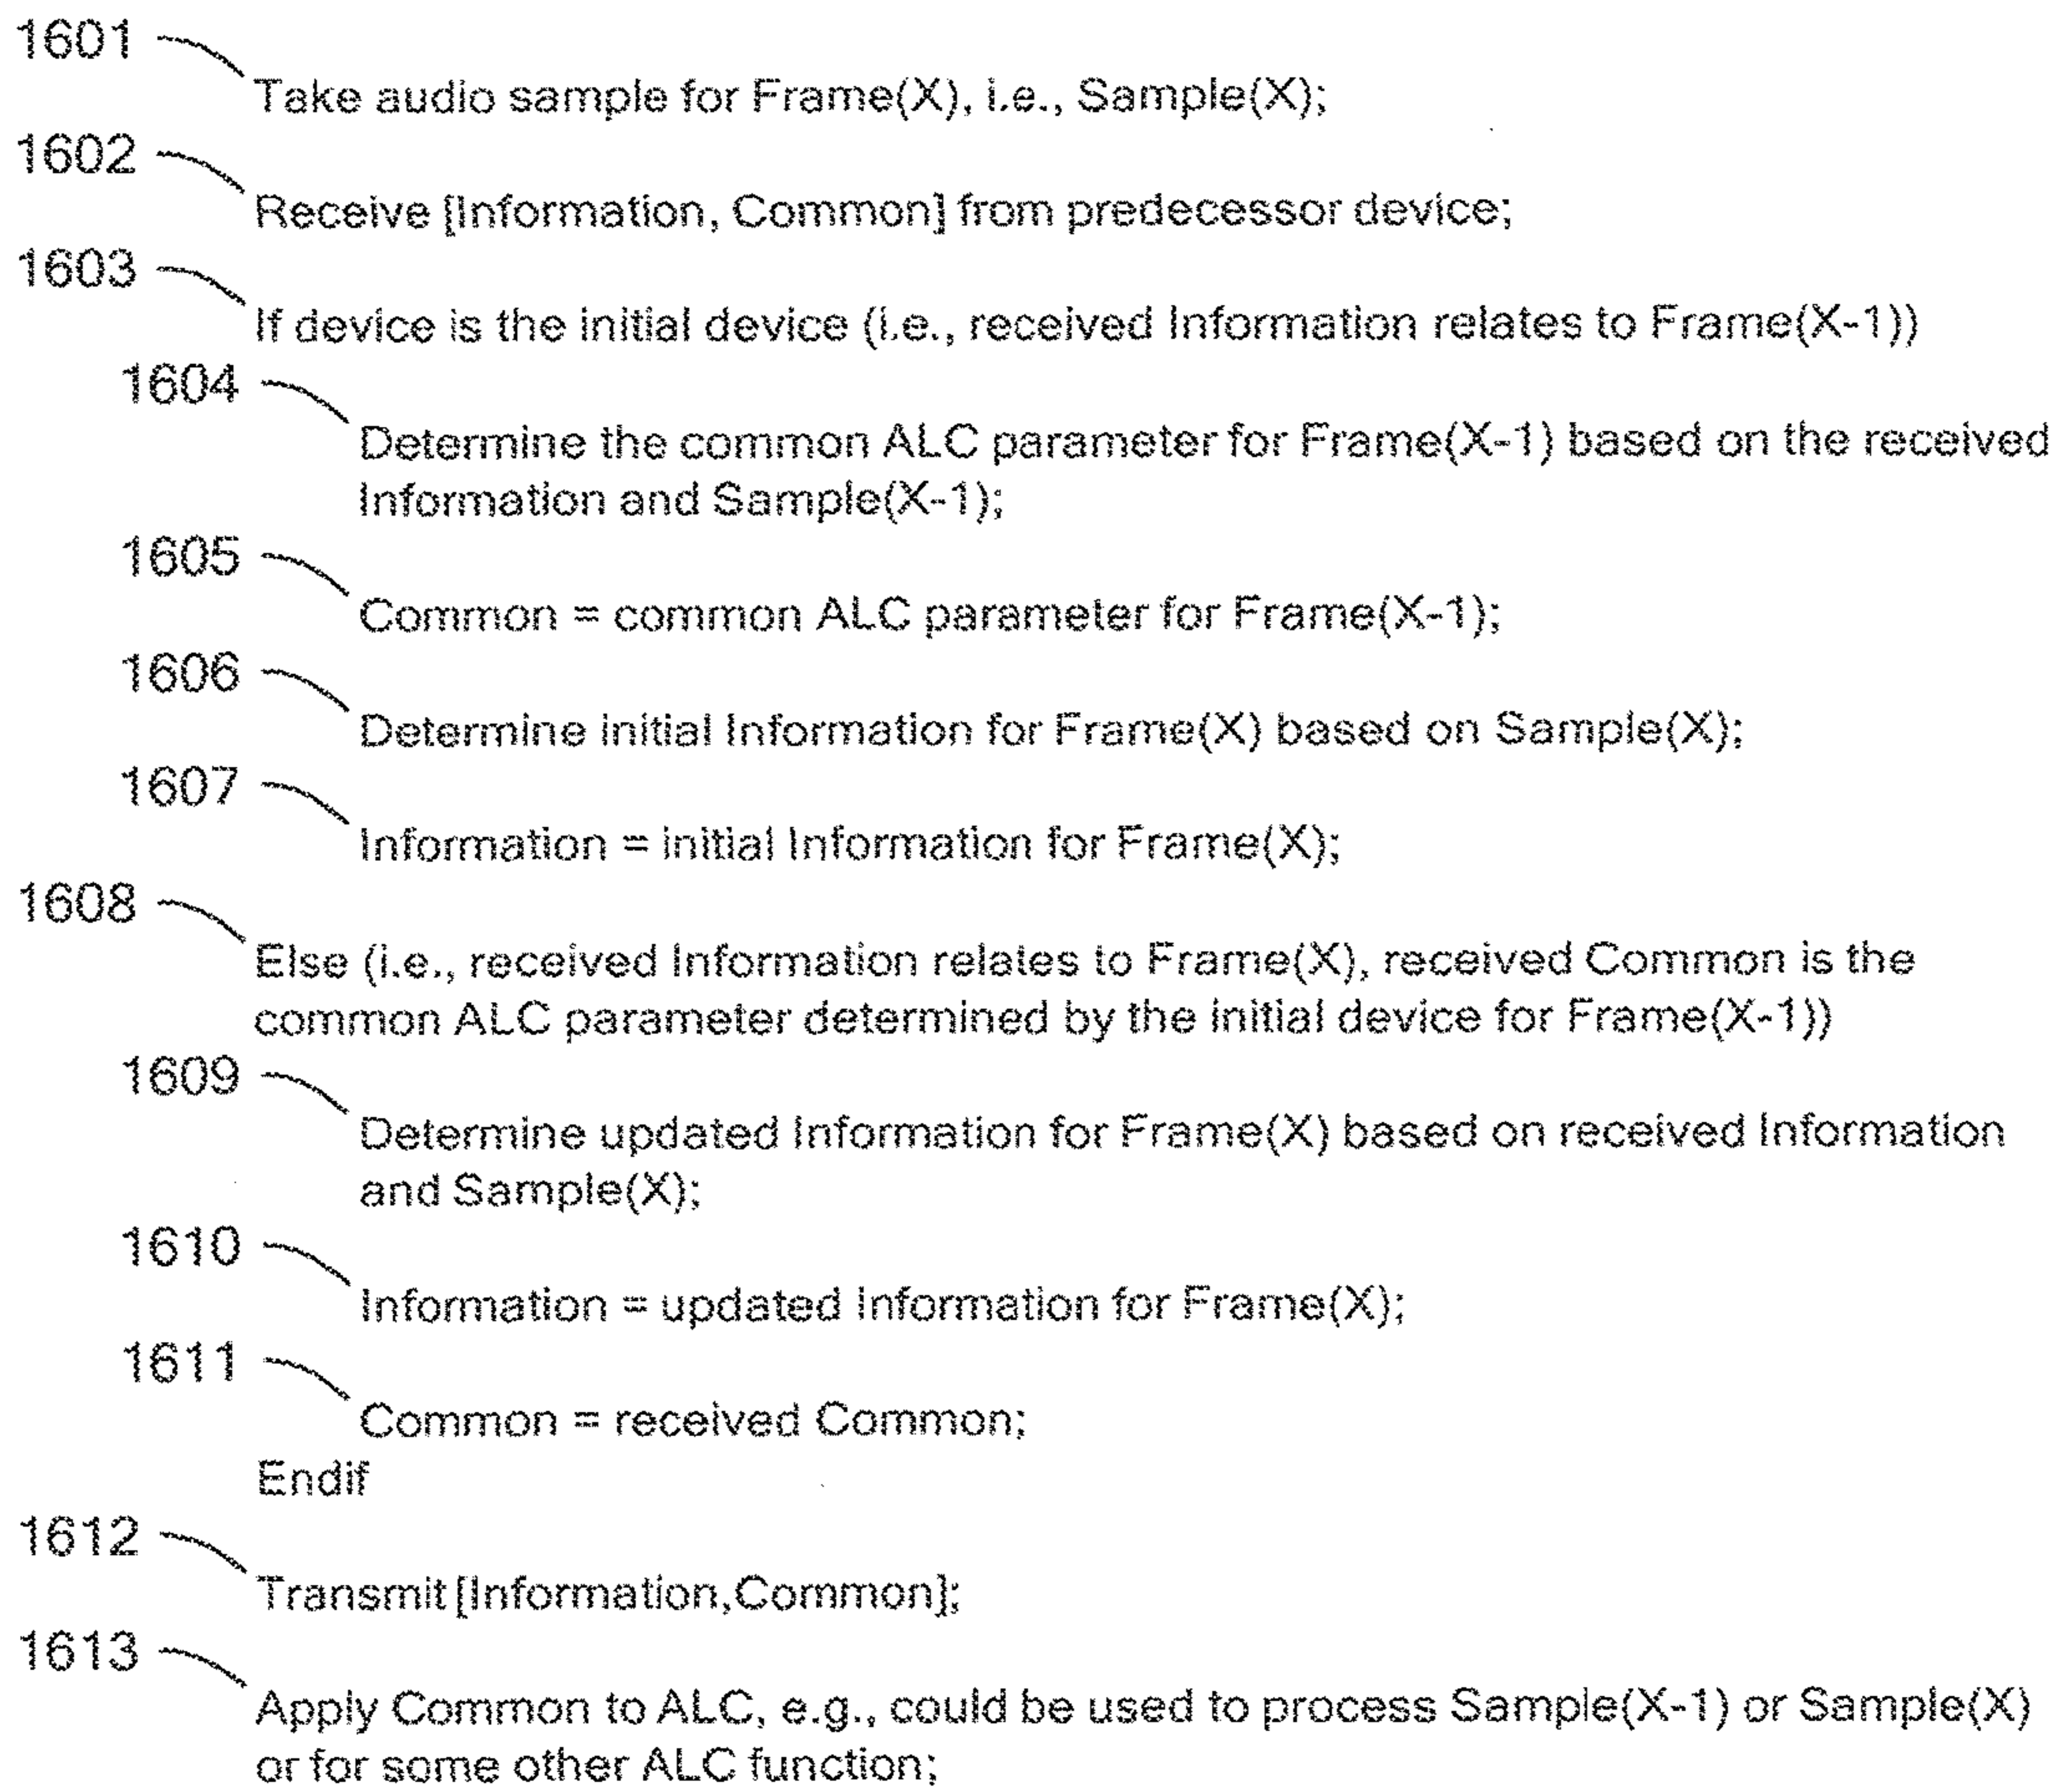 1601
Take audio sample for Frame(X), i.e., Sample(X);
1602
Receive [Information, Common] from predecessor device;
1603
If device is the initial device (i.e., received Information relates to Frame(X-1))
1604
Determine the common ALC parameter for Frame(X-1) based on the received
Information and Sample(X-1);
1605
Common = common ALC parameter for Frame(X-1);
1606
Determine initial Information for Frame(X) based on Sample(X);
1607
Information = initial Information for Frame(X);
1608
Else (i.e., received Information relates to Frame(X), received Common is the
common ALC parameter determined by the initial device for Frame(X-1))
1609
Determine updated Information for Frame(X) based on received Information
and Sample(X);
1610
Information = updated Information for Frame(X);
1611
Common = received Common;
Endif
1612
Transmit [Information,Common];
1613
Apply Common to ALC, e.g., could be used to process Sample(X-1) or Sample(X)
or for some other ALC function;